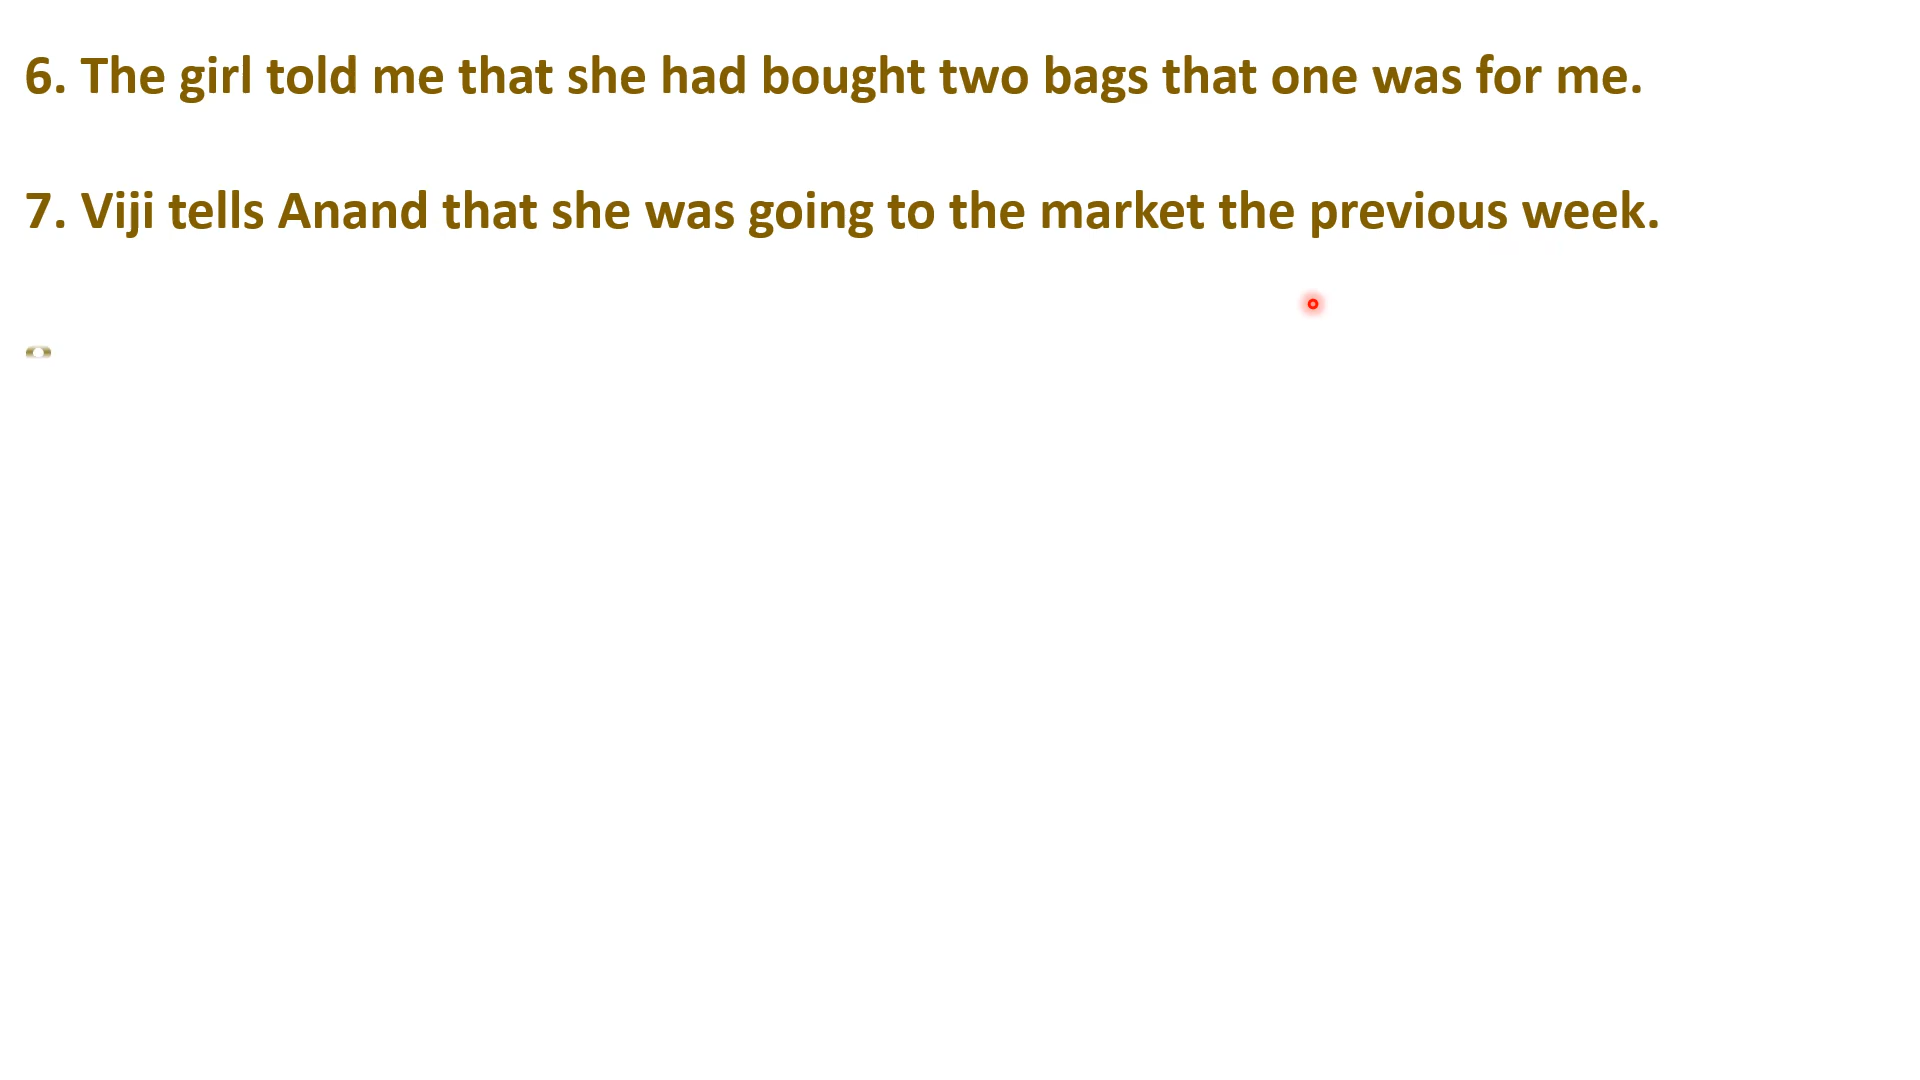 6. The girl told me that she had bought two bags that one was for me.
7. Viji tells Anand that she was going to the market the previous week.